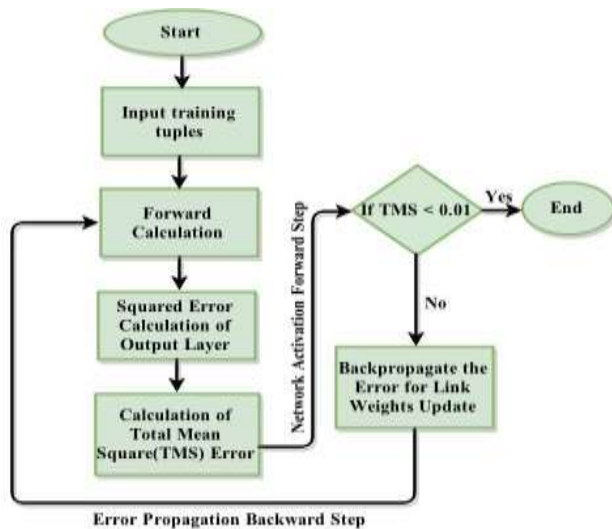 Start
Input training
tuples
Forward
Calculation
Squared Error
Calculation of
Output Layer
Calculation of
Total Mean
Square(TMS) Error
Network Activation Forward Step
If TMS < 0.01
Yes
End
No
Backpropagate the
Error for Link
Weights Update
Error Propagation Backward Step